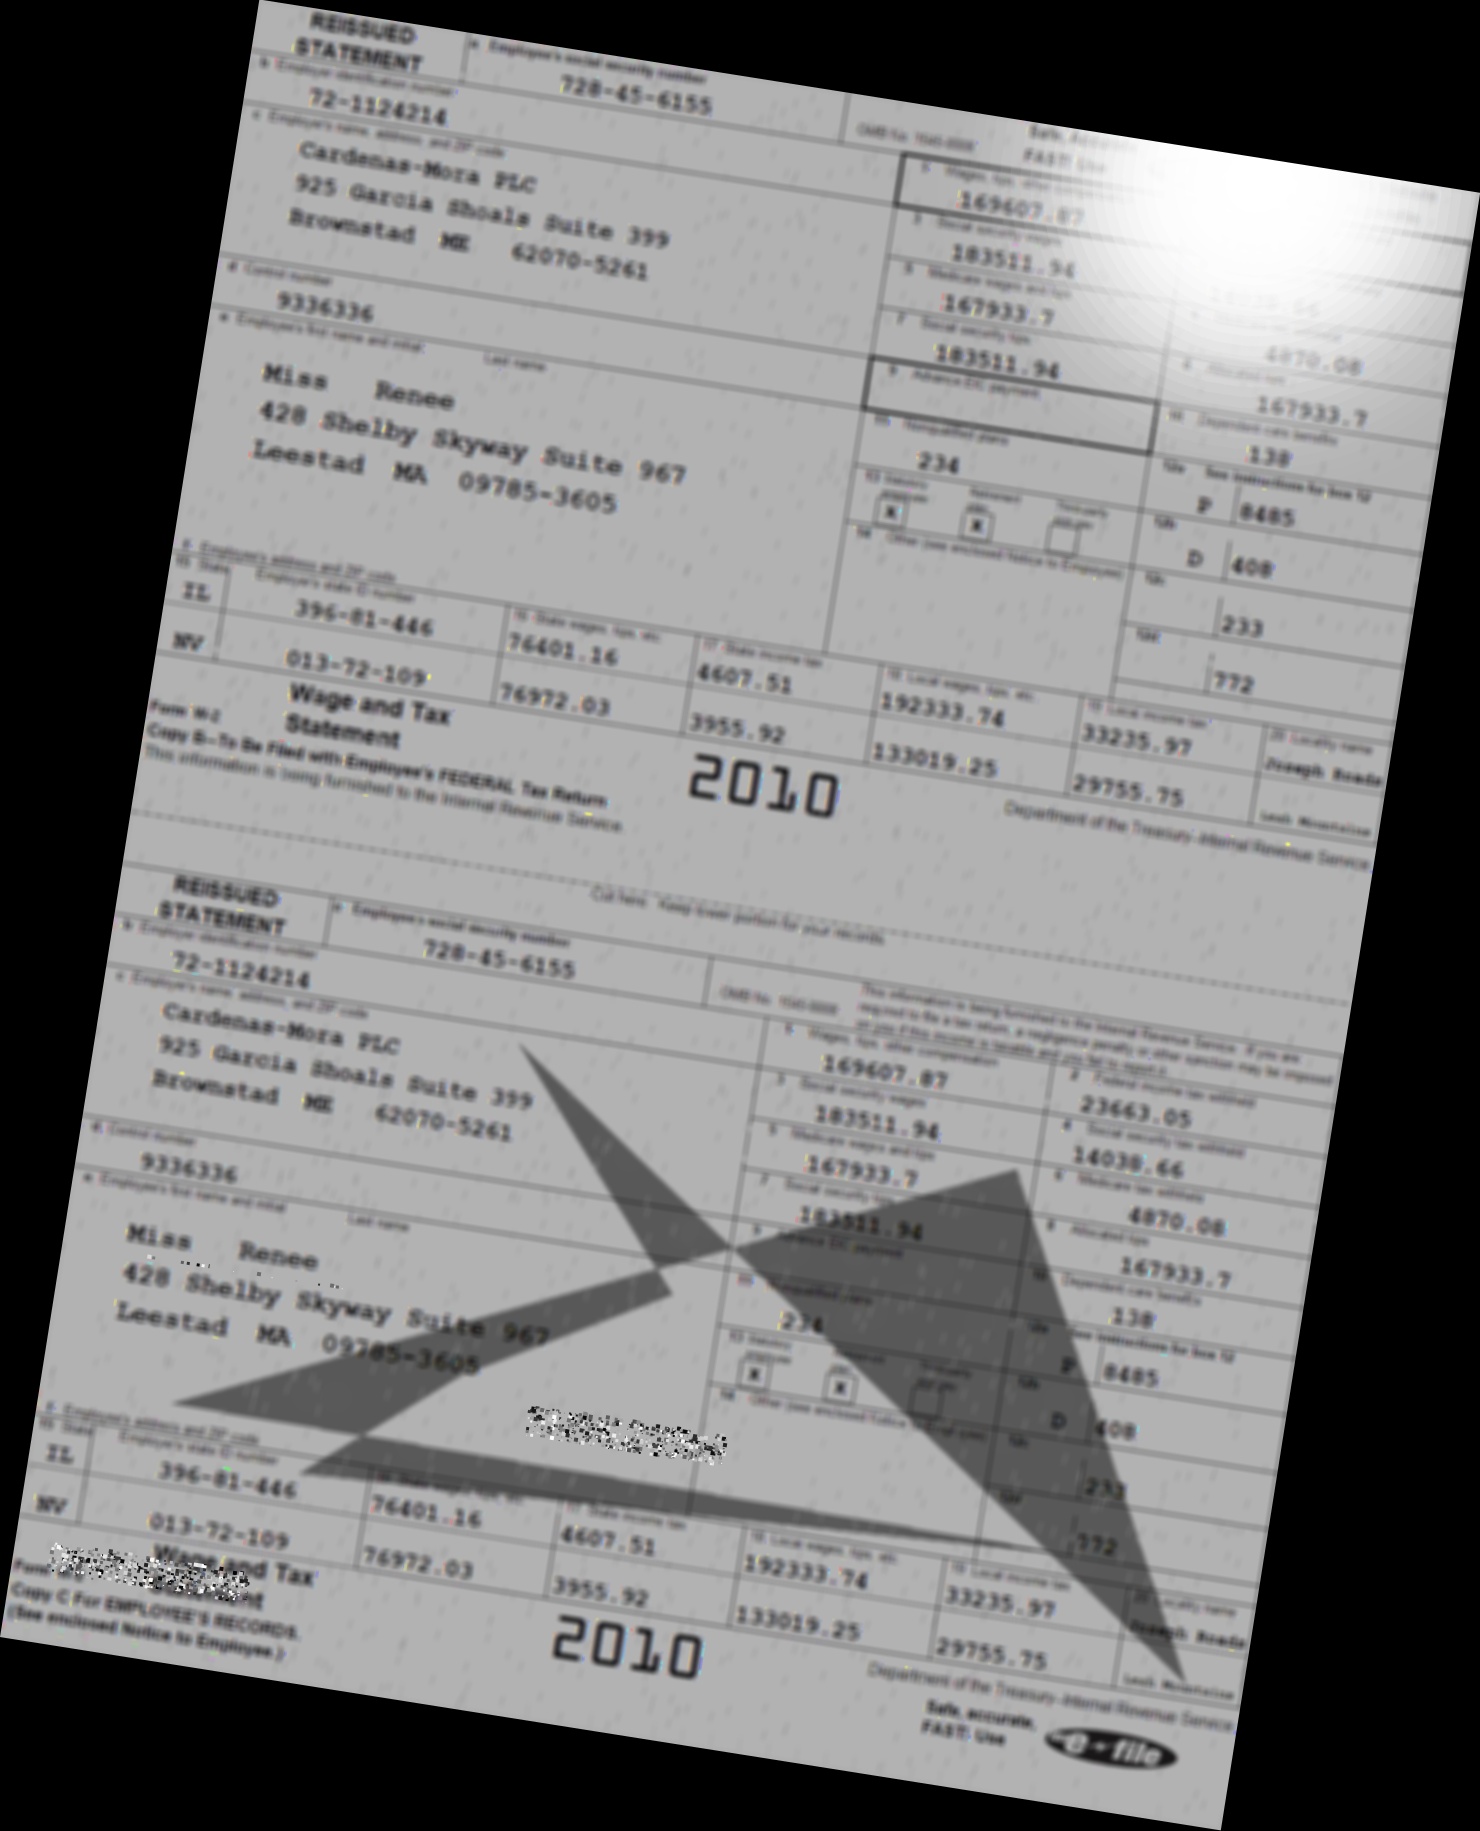 REISSUED
STATEMENT
a Employee's social security number
728-45-6155
OMB No. 1545-0008
Safe,
FAST! Use
b Employer identification number
72-1124214
c Employer's name, address, and ZIP code
Cardenas-Mora PLC
925 Garcia Shoals Suite 399
Brownstad ME 62070-5261
1 Wages, tips, other compensation
169607.87
3 Social security wages
183511.94
5 Medicare wages and tips
167933.7
4870.08
d Control number
9336336
7 Social security tips
183511.94
8 Allocated tips
167933.7
e Employee's first name and initial Last name
Miss Renee
428 Shelby Skyway Suite 967
Leestad MA 09785-3605
9 Advance EIC payment
10 Dependent care benefits
138
11 Nonqualified plans
234
12a See instructions for box 12
P 8485
13 Statutory employee Retirement plan Third-party sick pay
x x
12b
D 408
14 Other (see enclosed Notice to Employee)
12c
233
12d
772
f Employee's address and ZIP code
15 State Employer's state ID number
16 State wages, tips, etc.
17 State income tax
18 Local wages, tips, etc.
19 Local income tax
20 Locality name
IL 396-81-446 76401.16 4607.51 192333.74 33235.97 Joseph Roads
NV 013-72-109 76972.03 3955.92 133019.25 29755.75 Leah Mountains
Form W-2
Wage and Tax
Statement
2010
Department of the Treasury-Internal Revenue Service
Copy B–To Be Filed with Employee's FEDERAL Tax Return
This information is being furnished to the Internal Revenue Service.
Cut here. Keep lower portion for your records.
REISSUED
STATEMENT
a Employee's social security number
728-45-6155
OMB No. 1545-0008
This information is being furnished to the Internal Revenue Service. If you are
required to file a tax return, a negligence penalty or other sanction may be imposed
on you if this income is taxable and you fail to report it.
b Employer identification number
72-1124214
c Employer's name, address, and ZIP code
Cardenas-Mora PLC
925 Garcia Shoals Suite 399
Brownstad ME 62070-5261
1 Wages, tips, other compensation
169607.87
2 Federal income tax withheld
23663.05
3 Social security wages
183511.94
4 Social security tax withheld
14038.66
5 Medicare wages and tips
167933.7
6 Medicare tax withheld
4870.08
d Control number
9336336
7 Social security tips
183511.94
8 Allocated tips
167933.7
e Employee's first name and initial Last name
Miss Renee
428 Shelby Skyway Suite 967
Leestad MA 09785-3605
9 Advance EIC payment
10 Dependent care benefits
138
11 Nonqualified plans
234
12a See instructions for box 12
P 8485
13 Statutory employee Retirement plan Third-party sick pay
x x
12b
D 408
14 Other (see enclosed Notice to Employee)
12c
233
12d
772
f Employee's address and ZIP code
15 State Employer's state ID number
16 State wages, tips, etc.
17 State income tax
18 Local wages, tips, etc.
19 Local income tax
20 Locality name
IL 396-81-446 76401.16 4607.51 192333.74 33235.97 Joseph Roads
NV 013-72-109 76972.03 3955.92 133019.25 29755.75 Leah Mountains
Form
Wage and Tax
2010
Department of the Treasury-Internal Revenue Service
Copy C For EMPLOYEE'S RECORDS.
(See enclosed Notice to Employee.)
Safe, accurate,
FAST! Use
e-file